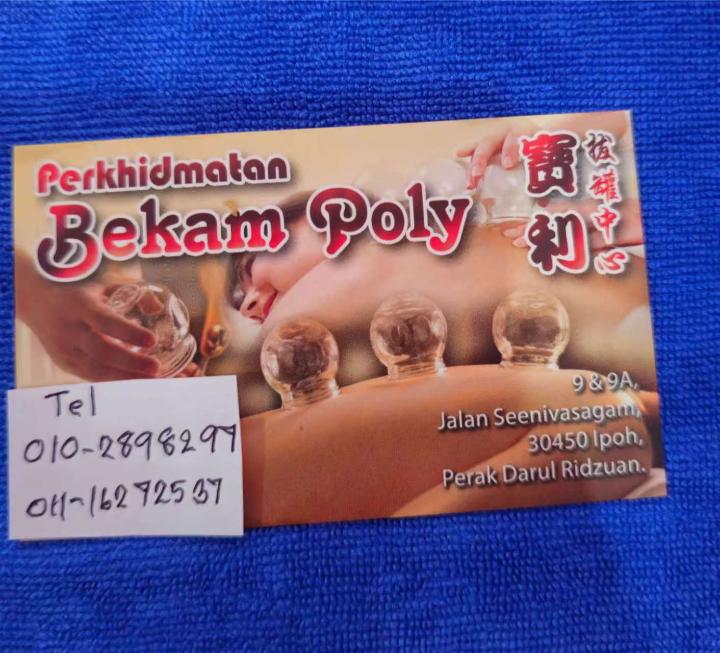 Perkhidmatan
Bekam Poly
寶利
拔罐中心
9 & 9A,
Jalan Seenivasagam,
30450 Ipoh,
Perak Darul Ridzuan.
Tel
010-2898297
011-16272537